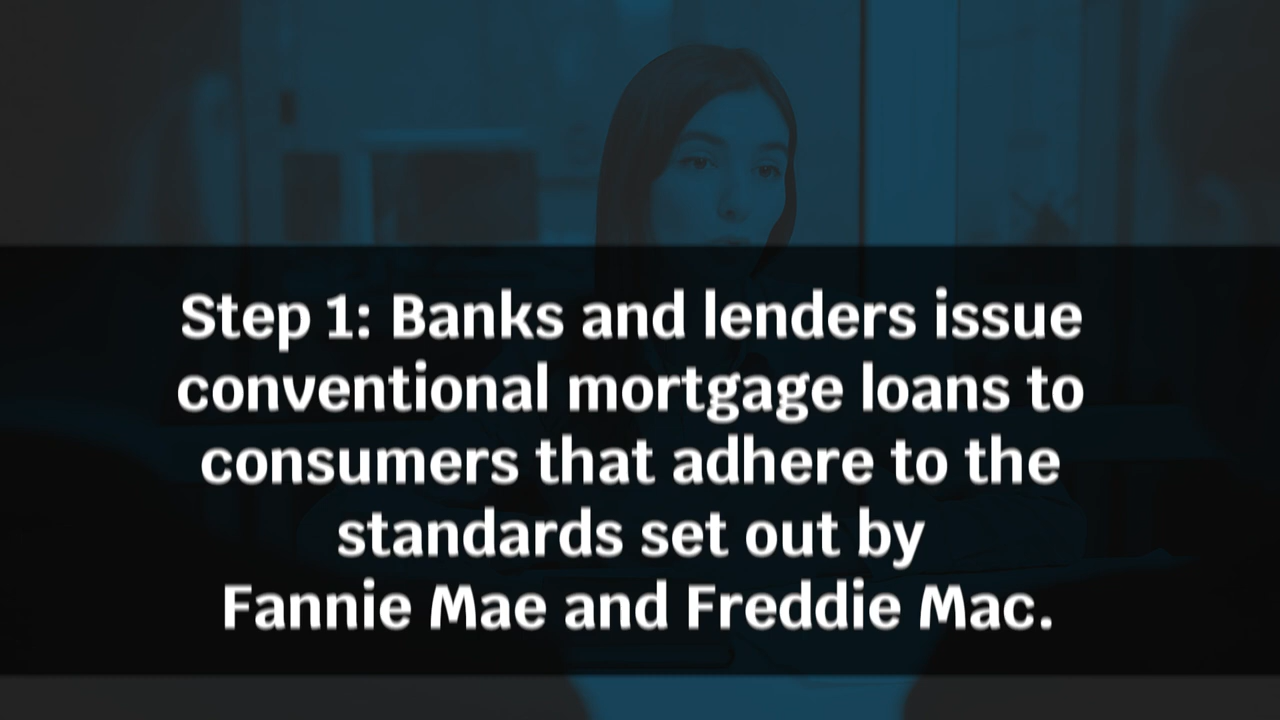 Step 1: Banks and lenders issue
conventional mortgage loans to
consumers that adhere to the
standards set out by
Fannie Mae and Freddie Mac.